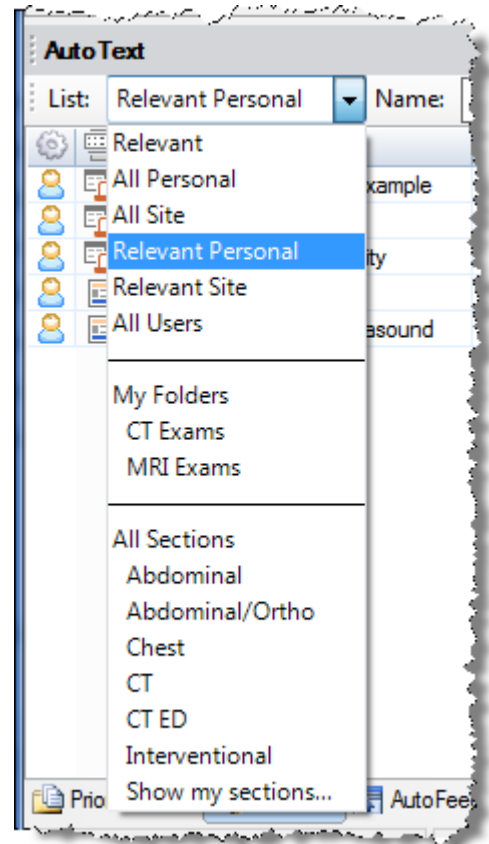 AutoText
List: Relevant Personal Name:
Relevant
All Personal
xample
All Site
Relevant Personal
ity
Relevant Site
All Users
asound
My Folders
CT Exams
MRI Exams
All Sections
Abdominal
Abdominal/Ortho
Chest
CT
CT ED
Interventional
Show my sections...
Prio
AutoFee